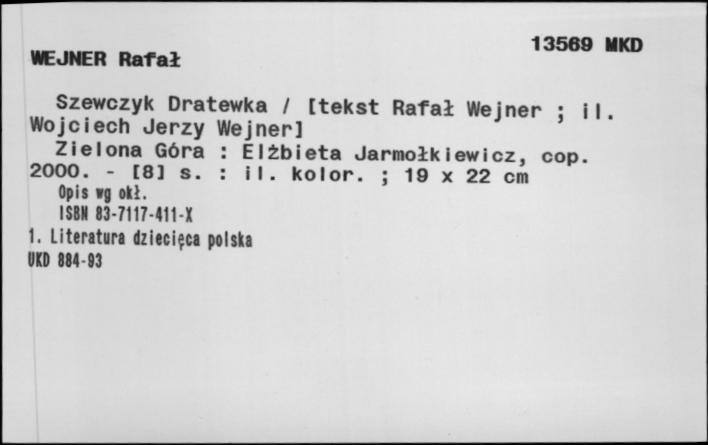 13569 MKD
WEJNER Rafał
Szewczyk Dratewka / [tekst Rafał Wejner ; il.
Wojciech Jerzy Wejner]
Zielona Góra : Elżbieta Jarmołkiewicz, cop.
2000. - [8] s. : il. kolor. ; 19 x 22 cm
Opis wg okł.
ISBN 83-7117-411-X
1. Literatura dziecięca polska
UKD 884-93